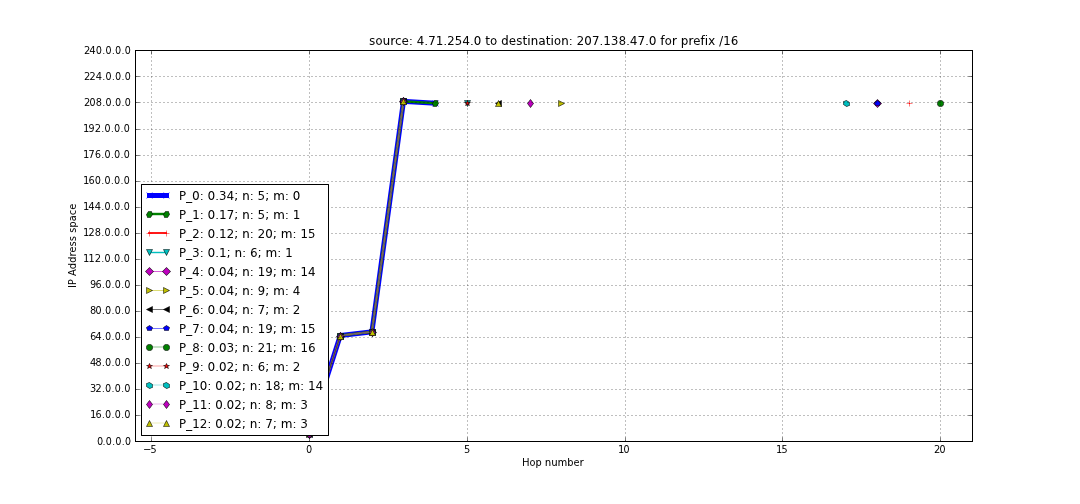 source: 4.71.254.0 to destination: 207.138.47.0 for prefix /16
240.0.0.0
224.0.0.0
208.0.0.0
192.0.0.0
176.0.0.0
160.0.0.0
144.0.0.0
128.0.0.0
112.0.0.0
96.0.0.0
80.0.0.0
64.0.0.0
48.0.0.0
32.0.0.0
16.0.0.0
0.0.0.0
IP Address space
P_0: 0.34; n: 5; m: 0
P_1: 0.17; n: 5; m: 1
P_2: 0.12; n: 20; m: 15
P_3: 0.1; n: 6; m: 1
P_4: 0.04; n: 19; m: 14
P_5: 0.04; n: 9; m: 4
P_6: 0.04; n: 7; m: 2
P_7: 0.04; n: 19; m: 15
P_8: 0.03; n: 21; m: 16
P_9: 0.02; n: 6; m: 2
P_10: 0.02; n: 18; m: 14
P_11: 0.02; n: 8; m: 3
P_12: 0.02; n: 7; m: 3
−5 0 5 10 15 20
Hop number